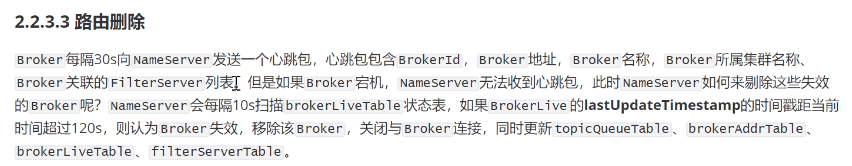 2.2.3.3 路由删除
Broker每隔30s向NameServer发送一个心跳包，心跳包包含BrokerId，Broker地址，Broker名称，Broker所属集群名称、
Broker关联的FilterServer列表。但是如果Broker宕机，NameServer无法收到心跳包，此时NameServer如何来剔除这些失效
的Broker呢？NameServer会每隔10s扫描brokerLiveTable状态表，如果BrokerLive的lastUpdateTimestamp的时间戳距当前
时间超过120s，则认为Broker失效，移除该Broker，关闭与Broker连接，同时更新topicQueueTable、brokerAddrTable、
brokerLiveTable、filterServerTable。